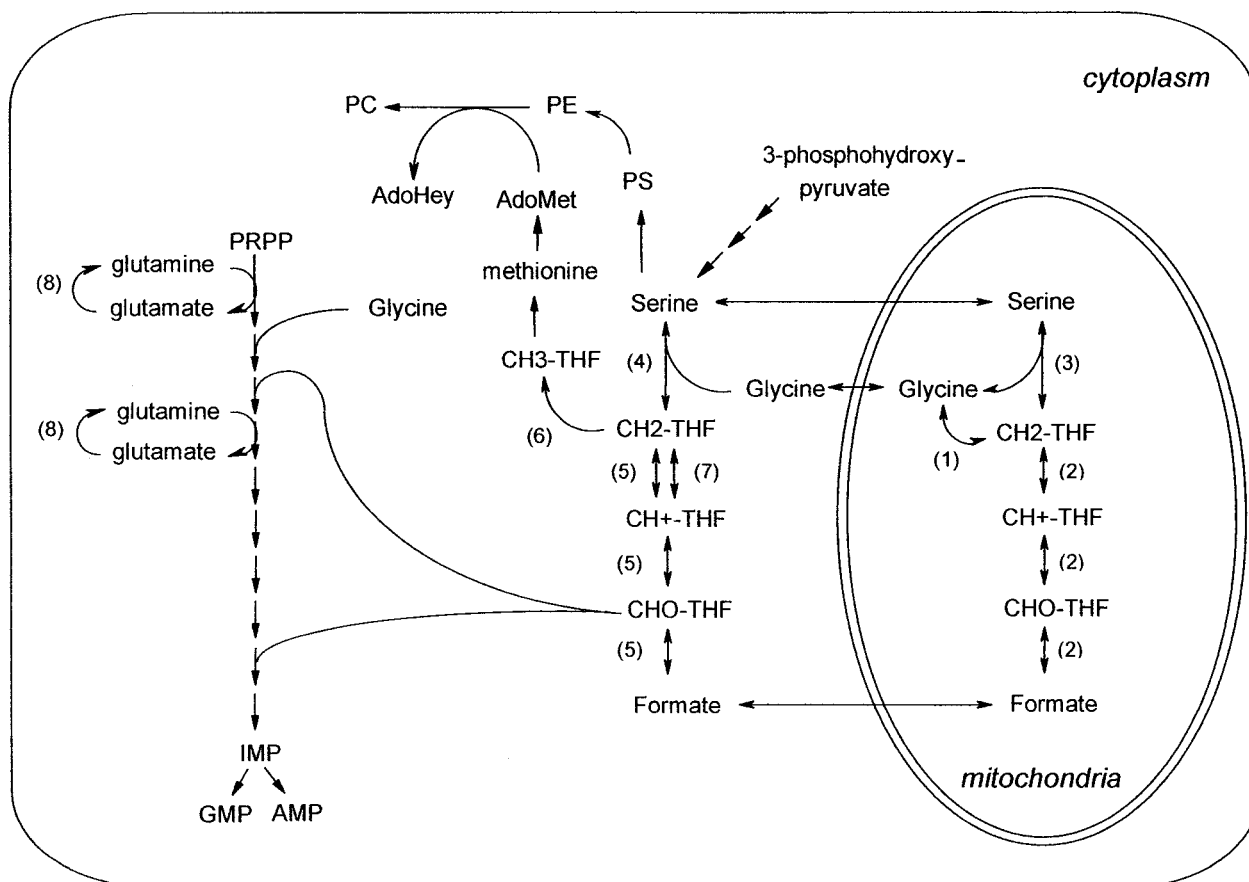 cytoplasm
PC
PE
3-phosphohydroxy-
pyruvate
PS
AdoHcy
AdoMet
PRPP
glutamine
(8)
glutamate
methionine
Glycine
Serine
Serine
CH3-THF
(4)
(3)
Glycine
Glycine
glutamine
(8)
glutamate
(6)
CH2-THF
(1)
CH2-THF
(5)
(7)
(2)
CH+-THF
CH+-THF
(5)
(2)
CHO-THF
CHO-THF
(5)
(2)
Formate
Formate
IMP
mitochondria
GMP
AMP